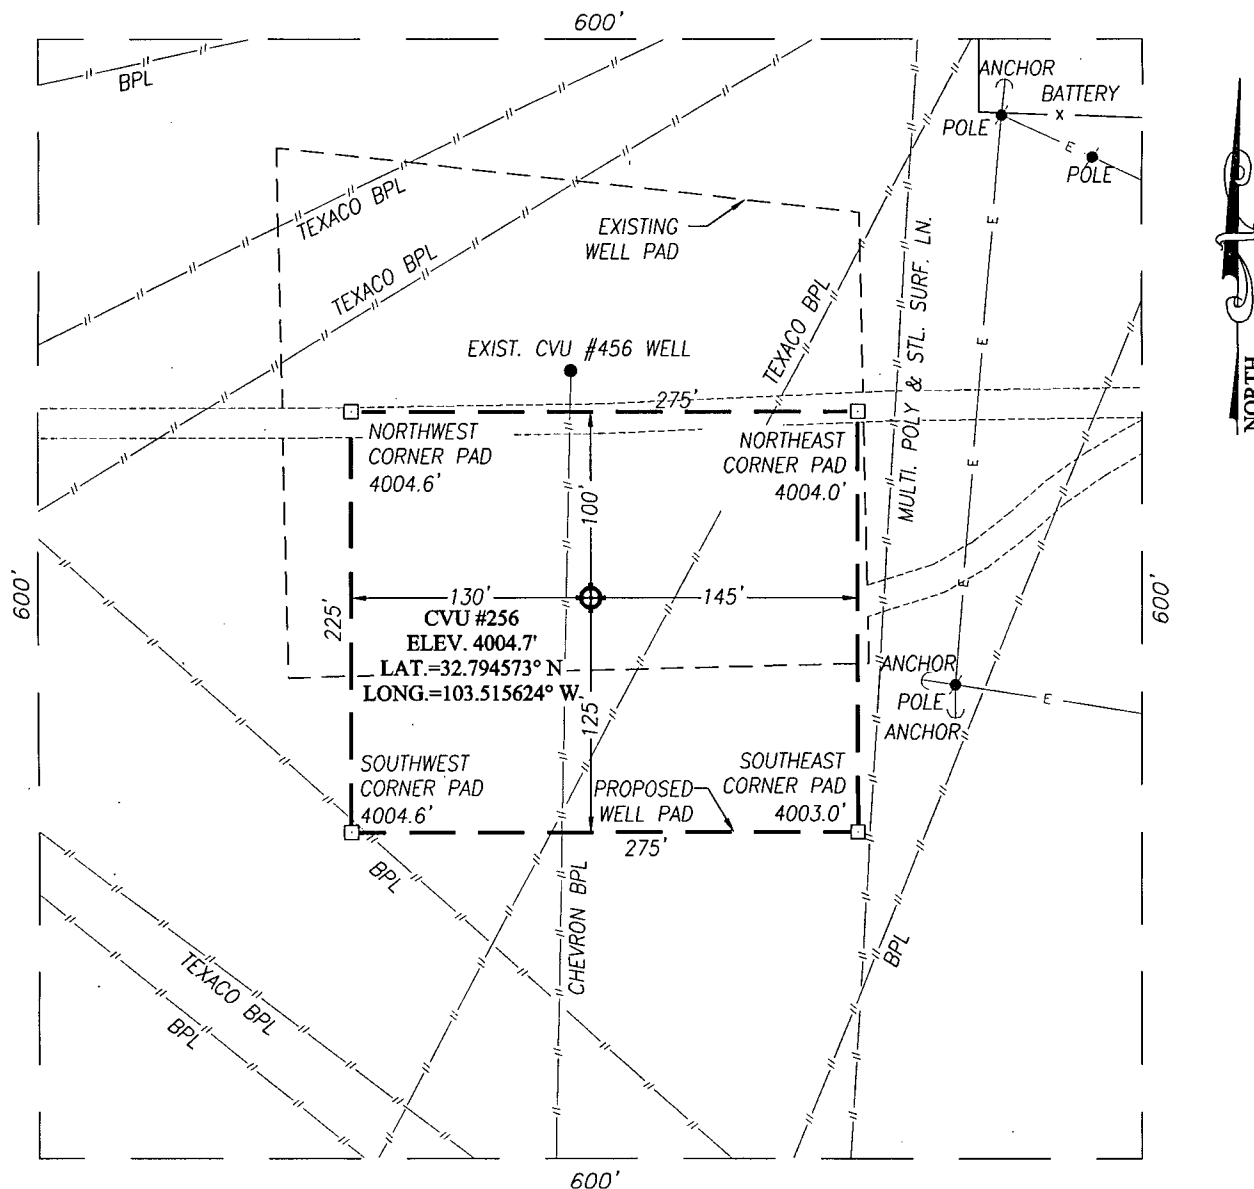 600'
BPL
ANCHOR
BATTERY
X
POLE
E
POLE
TEXACO BPL
EXISTING
WELL PAD
E
TEXACO BPL
MULTI. POLY & STL. SURF. LN.
TEXACO BPL
E
EXIST. CVU #456 WELL
NORTH
275'
NORTHWEST
CORNER PAD
4004.6'
NORTHEAST
CORNER PAD
4004.0'
E
100'
600'
225'
130'
145'
E
600'
CVU #256
ELEV. 4004.7'
LAT.=32.794573° N
LONG.=103.515624° W
125'
ANCHOR
POLE
E
ANCHOR
SOUTHWEST
CORNER PAD
4004.6'
PROPOSED
WELL PAD
SOUTHEAST
CORNER PAD
4003.0'
275'
BPL
CHEVRON BPL
BPL
TEXACO BPL
BPL
600'